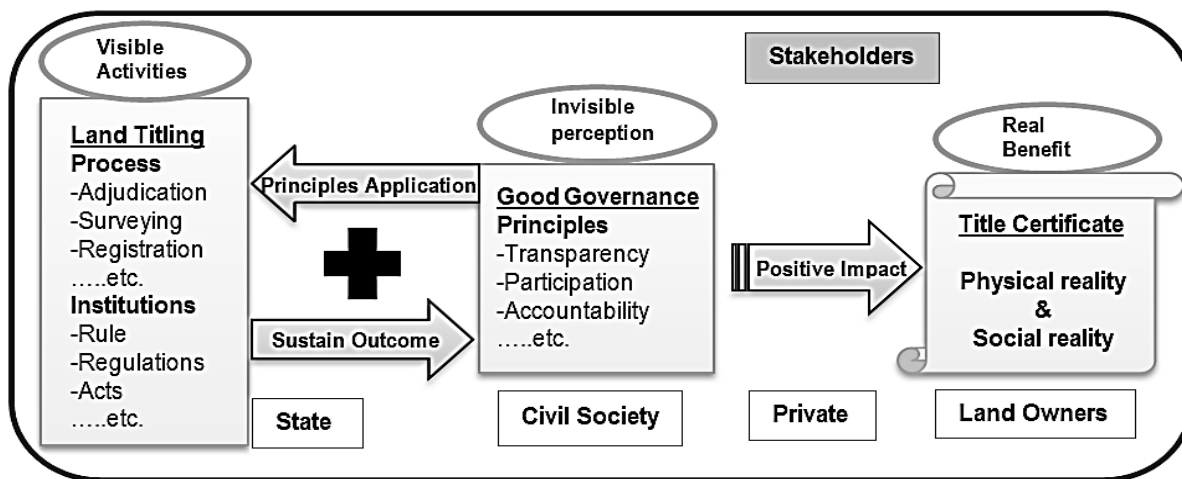 Visible
Activities
Land Titling
Process
-Adjudication
-Surveying
-Registration
…..etc.
Institutions
-Rule
-Regulations
-Acts
…..etc.
Principles Application
Sustain Outcome
Invisible
perception
Good Governance
Principles
-Transparency
-Participation
-Accountability
…..etc.
Stakeholders
Positive Impact
Real
Benefit
Title Certificate
Physical reality
&
Social reality
State
Civil Society
Private
Land Owners